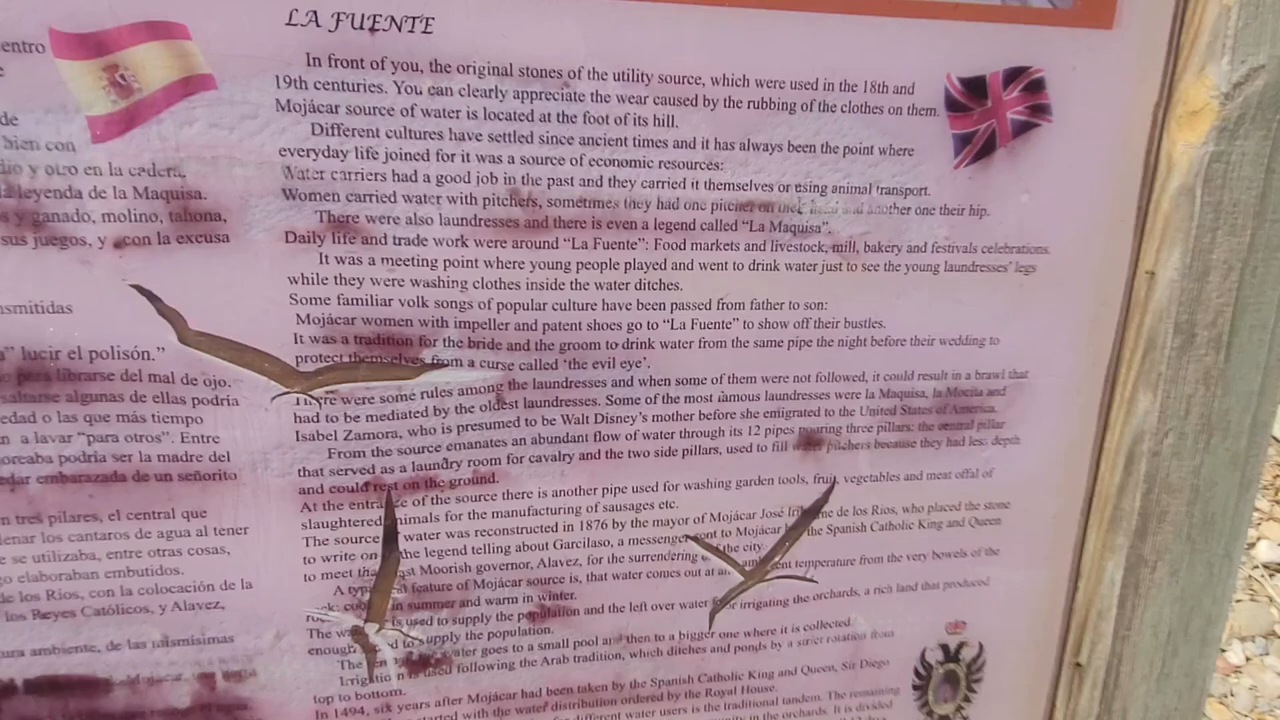 entro
de
bien con
dio y otro en la cadera,
la leyenda de la Maquisa.
s y ganado, molino, tahona,
sus juegos, y con la excusa
nsmitidas
a” lucir el polisón.”
o para librarse del mal de ojo.
saltarse algunas de ellas podría
edad o las que más tiempo
n a lavar “para otros”. Entre
oreaba podría ser la madre del
edar embarazada de un señorito
n tres pilares, el central que
lenar los cantaros de agua al tener
e se utilizaba, entre otras cosas,
o elaboraban embutidos.
de los Ríos, con la colocación de la
los Reyes Católicos, y Alavez,
ura ambiente, de las mismísimas
LA FUENTE
In front of you, the original stones of the utility source, which were used in the 18th and
19th centuries. You can clearly appreciate the wear caused by the rubbing of the clothes on them.
Mojácar source of water is located at the foot of its hill.
Different cultures have settled since ancient times and it has always been the point where
everyday life joined for it was a source of economic resources:
Water carriers had a good job in the past and they carried it themselves or using animal transport.
Women carried water with pitchers, sometimes they had one pitcher on their head and another one their hip.
There were also laundresses and there is even a legend called “La Maquisa”.
Daily life and trade work were around “La Fuente”: Food markets and livestock, mill, bakery and festivals celebrations.
It was a meeting point where young people played and went to drink water just to see the young laundresses’ legs
while they were washing clothes inside the water ditches.
Some familiar volk songs of popular culture have been passed from father to son:
Mojácar women with impeller and patent shoes go to “La Fuente” to show off their bustles.
It was a tradition for the bride and the groom to drink water from the same pipe the night before their wedding to
protect themselves from a curse called ‘the evil eye’.
There were some rules among the laundresses and when some of them were not followed, it could result in a brawl that
had to be mediated by the oldest laundresses. Some of the most famous laundresses were la Maquisa, la Mocita and
Isabel Zamora, who is presumed to be Walt Disney’s mother before she emigrated to the United States of America.
From the source emanates an abundant flow of water through its 12 pipes pouring three pillars: the central pillar
that served as a laundry room for cavalry and the two side pillars, used to fill water pitchers because they had less depth
and could rest on the ground.
At the entrance of the source there is another pipe used for washing garden tools, fruit, vegetables and meat offal of
slaughtered animals for the manufacturing of sausages etc.
The source of water was reconstructed in 1876 by the mayor of Mojácar José de los Rios, who placed the stone
to write on the legend telling about Garcilaso, a messenger sent to Mojácar the Spanish Catholic King and Queen
to meet the last Moorish governor, Alavez, for the surrendering of the city.
A typical feature of Mojácar source is, that water comes out at an ambient temperature from the very bowels of the
cool in summer and warm in winter.
The is used to supply the population and the left over water for irrigating the orchards, a rich land that produced
enough to supply the population.
The water goes to a small pool and then to a bigger one where it is collected.
Irrigation is used following the Arab tradition, which ditches and ponds by a strict rotation from
top to bottom.
In 1494, six years after Mojácar had been taken by the Spanish Catholic King and Queen, Sir Diego
started with the water distribution ordered by the Royal House.
different water users is the traditional tandem. The remaining
in the orchards. It is divided